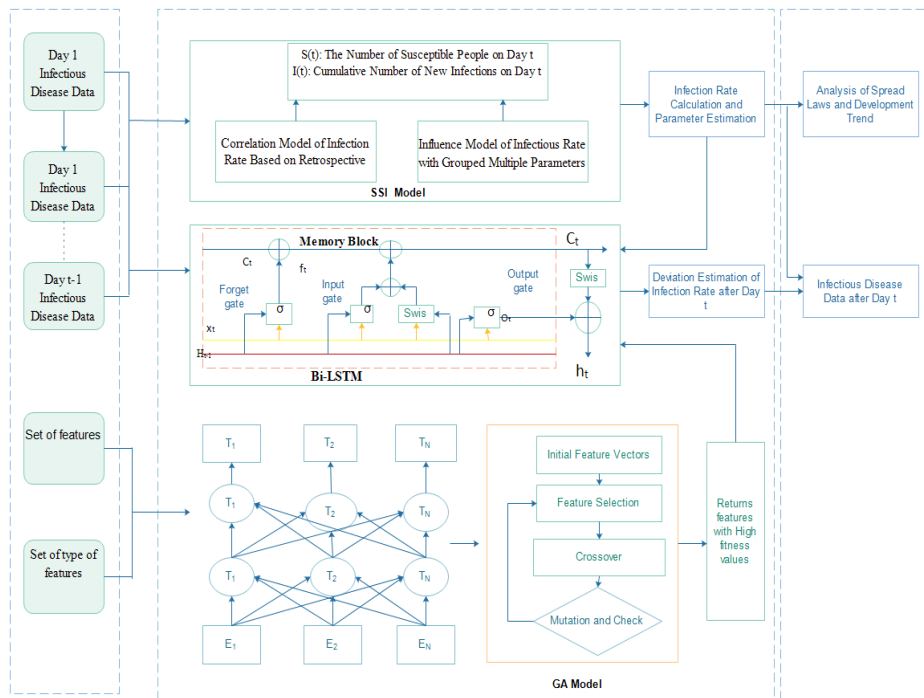 Day 1
Infectious
Disease Data
Day 1
Infectious
Disease Data
Day t-1
Infectious
Disease Data
Set of features
Set of type of
features
S(t): The Number of Susceptible People on Day t
I(t): Cumulative Number of New Infections on Day t
Correlation Model of Infection
Rate Based on Retrospective
Influence Model of Infectious Rate
with Grouped Multiple Parameters
SSI Model
Infection Rate
Calculation and
Parameter Estimation
Analysis of Spread
Laws and Development
Trend
Memory Block
Ct
Ct
ft
Forget
gate
Input
gate
Output
gate
σ
σ
Swis
σ
Ot
Swis
xt
Ht-1
ht
Bi-LSTM
Deviation Estimation of
Infection Rate after Day
t
Infectious Disease
Data after Day t
T1
T2
TN
T1
T2
TN
T1
T2
TN
E1
E2
EN
Initial Feature Vectors
Feature Selection
Crossover
Mutation and Check
GA Model
Returns
features
with High
fitness
values